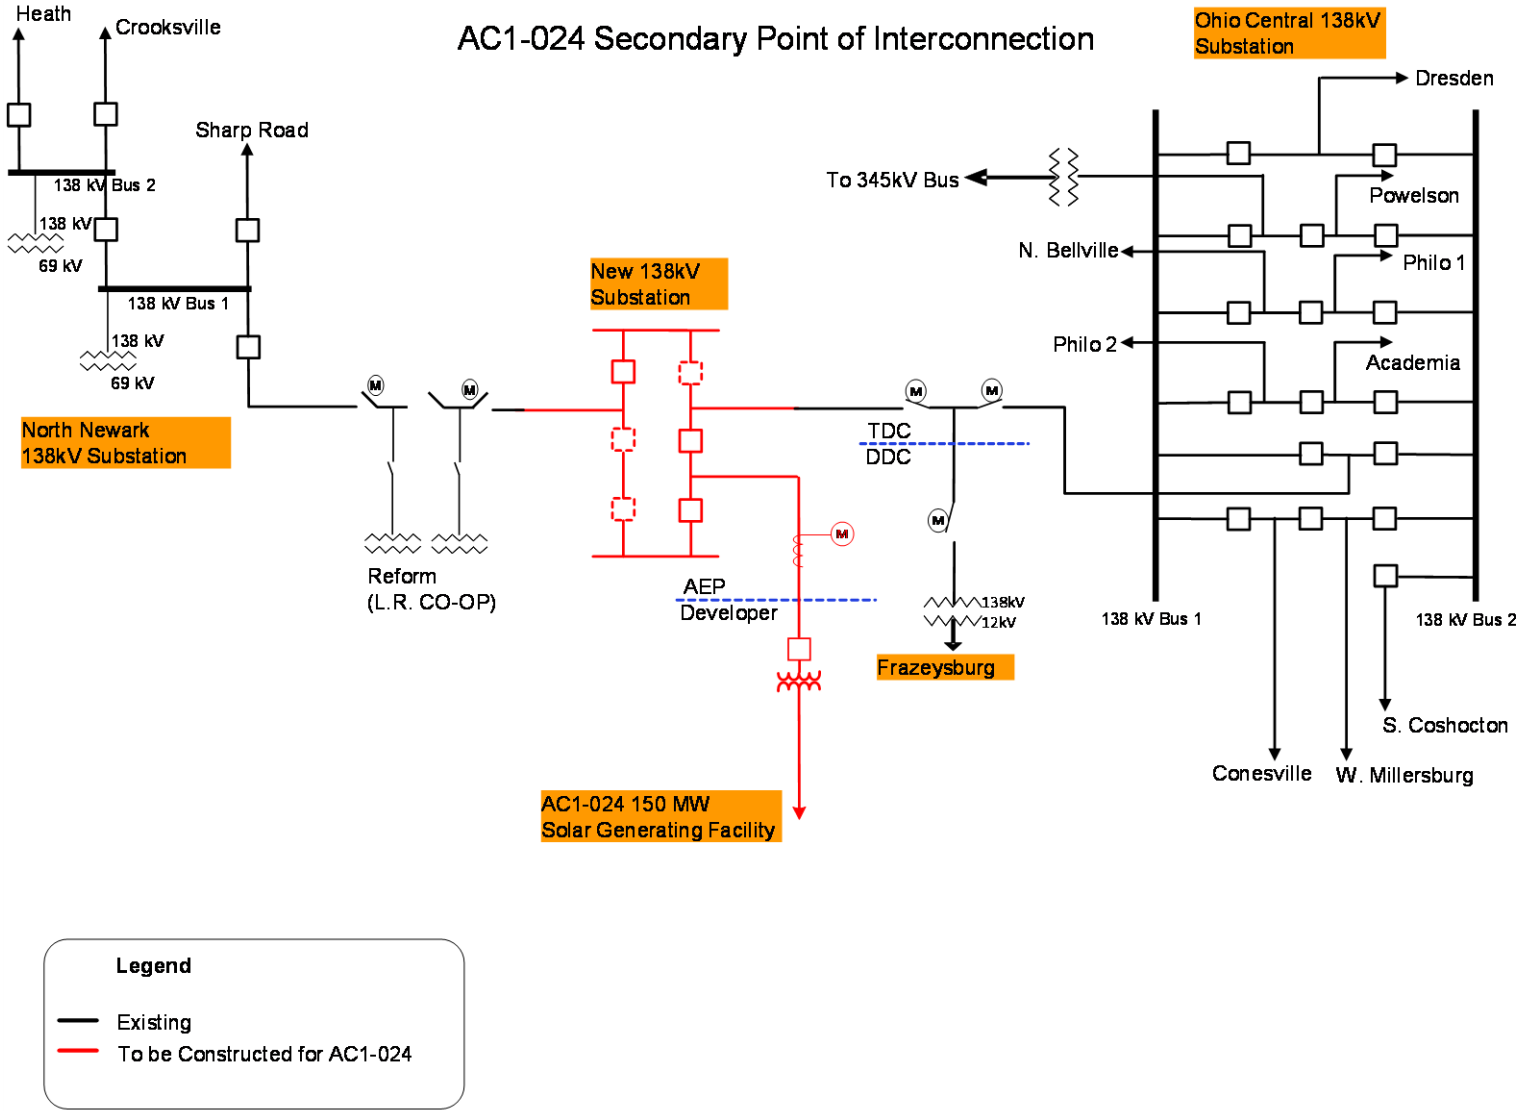 Heath
Crooksville
AC1-024 Secondary Point of Interconnection
Ohio Central 138kV
Substation
Dresden
Sharp Road
To 345kV Bus
138 kV Bus 2
Powelson
138 kV
69 kV
N. Bellville
Philo 1
New 138kV
Substation
138 kV Bus 1
138 kV
69 kV
Philo 2
Academia
M
M
M
M
North Newark
138kV Substation
TDC
DDC
M
M
Reform
(L.R. CO-OP)
AEP
Developer
138kV
12kV
138 kV Bus 1
138 kV Bus 2
Frazeysburg
S. Coshocton
Conesville
W. Millersburg
AC1-024 150 MW
Solar Generating Facility
Legend
Existing
To be Constructed for AC1-024